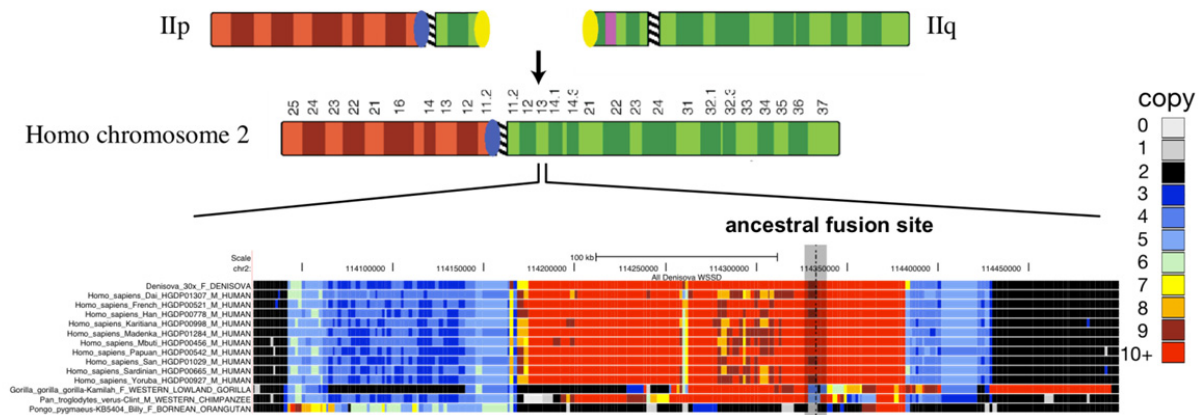 IIp
IIq
25 24 23 22 21 16 14 13 12 11.2 11.2 12 13 14.1 14.3 21 22 23 24 31 32.1 32.3 33 34 35 36 37
Homo chromosome 2
copy
0
1
2
3
4
5
6
7
8
9
10+
ancestral fusion site
Scale 100 kb
chr2: 114100000 114150000 114200000 114250000 114300000 114350000 114400000 114450000
All Denisova WSSD
Denisova_30x_F_DENISOVA
Homo_sapiens_Dai_HGDP01307_M_HUMAN
Homo_sapiens_French_HGDP00521_M_HUMAN
Homo_sapiens_Han_HGDP00778_M_HUMAN
Homo_sapiens_Karitiana_HGDP00998_M_HUMAN
Homo_sapiens_Madenka_HGDP01284_M_HUMAN
Homo_sapiens_Mbuti_HGDP00456_M_HUMAN
Homo_sapiens_Papuan_HGDP00542_M_HUMAN
Homo_sapiens_San_HGDP01029_M_HUMAN
Homo_sapiens_Sardinian_HGDP00665_M_HUMAN
Homo_sapiens_Yoruba_HGDP00927_M_HUMAN
Gorilla_gorilla_gorilla-Kamilah_F_WESTERN_LOWLAND_GORILLA
Pan_troglodytes_verus-Clint_M_WESTERN_CHIMPANZEE
Pongo_pygmaeus-KB5404_Billy_F_BORNEAN_ORANGUTAN